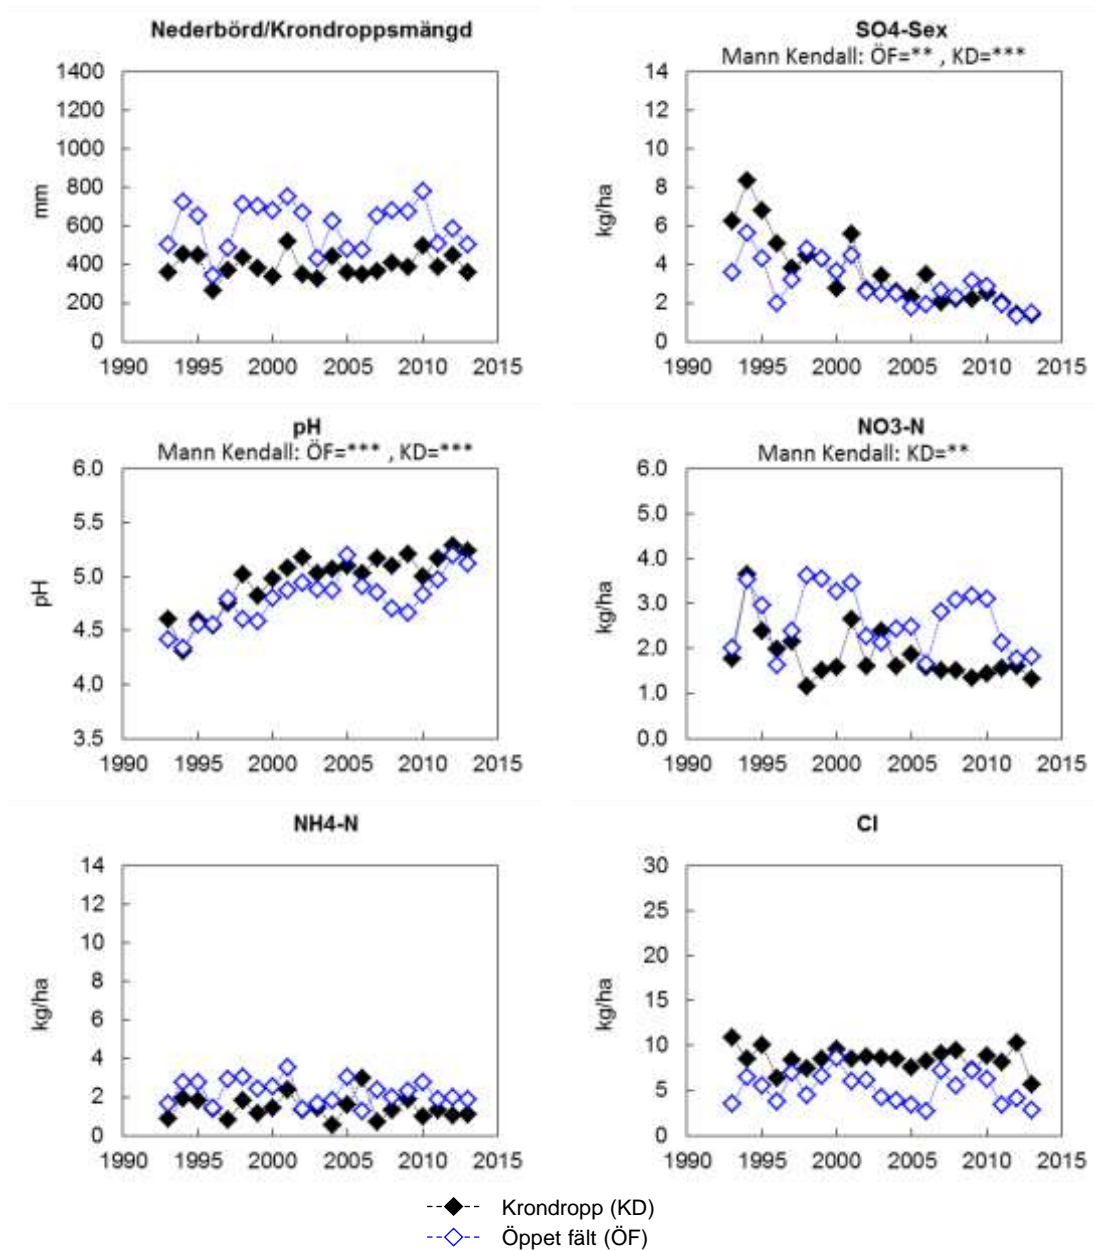 Nederbörd/Krondroppsmängd
1400
1200
1000
800
600
400
200
0
mm
1990 1995 2000 2005 2010 2015
SO4-Sex
Mann Kendall: ÖF=** , KD=***
14
12
10
8
6
4
2
0
kg/ha
1990 1995 2000 2005 2010 2015
pH
Mann Kendall: ÖF=*** , KD=***
6.0
5.5
5.0
4.5
4.0
3.5
pH
1990 1995 2000 2005 2010 2015
NO3-N
Mann Kendall: KD=**
6.0
5.0
4.0
3.0
2.0
1.0
0.0
kg/ha
1990 1995 2000 2005 2010 2015
NH4-N
14
12
10
8
6
4
2
0
kg/ha
1990 1995 2000 2005 2010 2015
Cl
30
25
20
15
10
5
0
kg/ha
1990 1995 2000 2005 2010 2015
Krondropp (KD)
Öppet fält (ÖF)